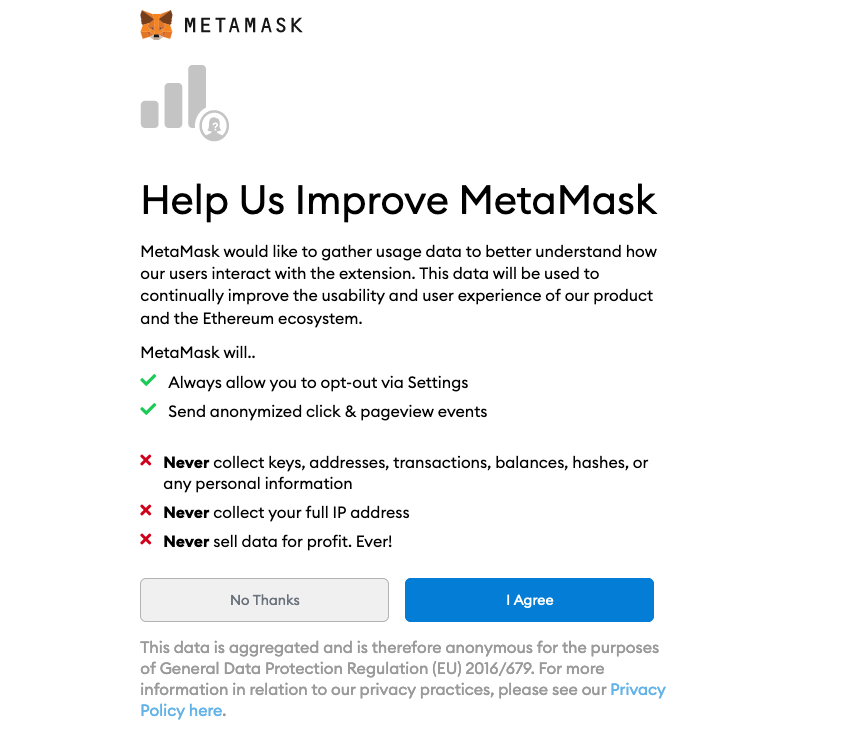 METAMASK
Help Us Improve MetaMask
MetaMask would like to gather usage data to better understand how
our users interact with the extension. This data will be used to
continually improve the usability and user experience of our product
and the Ethereum ecosystem.
MetaMask will..
Always allow you to opt-out via Settings
Send anonymized click & pageview events
Never collect keys, addresses, transactions, balances, hashes, or
any personal information
Never collect your full IP address
Never sell data for profit. Ever!
No Thanks
I Agree
This data is aggregated and is therefore anonymous for the purposes
of General Data Protection Regulation (EU) 2016/679. For more
information in relation to our privacy practices, please see our Privacy
Policy here.